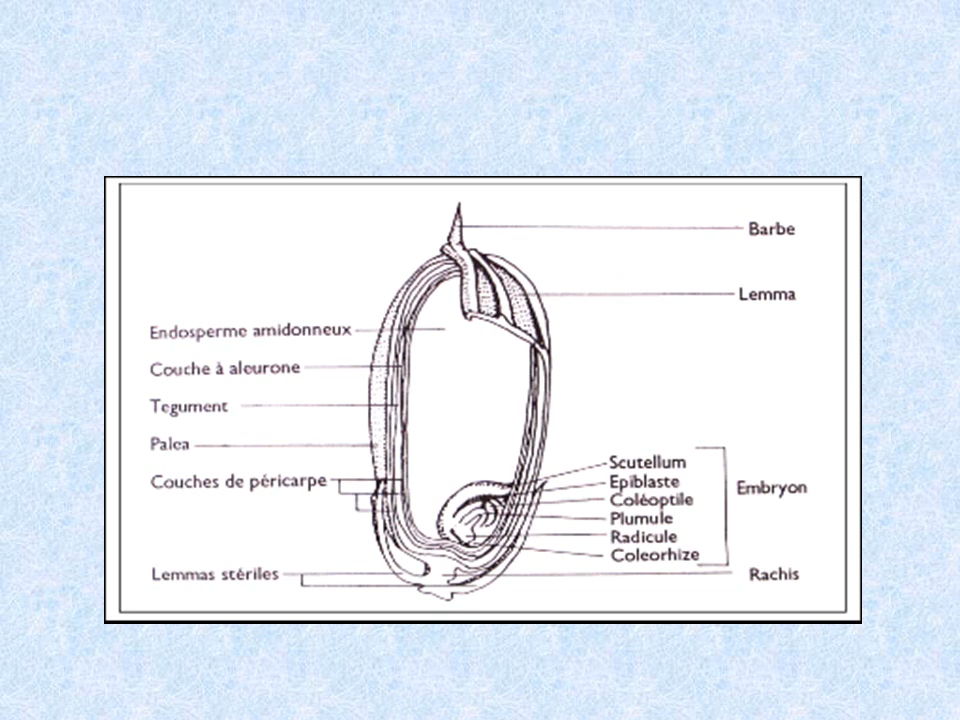 Barbe
Lemma
Endosperme amidonneux
Couche à aleurone
Tegument
Palea
Couches de péricarpe
Lemmas stériles
Scutellum
Epiblaste
Coléoptile
Plumule
Radicule
Coleorhize
Embryon
Rachis